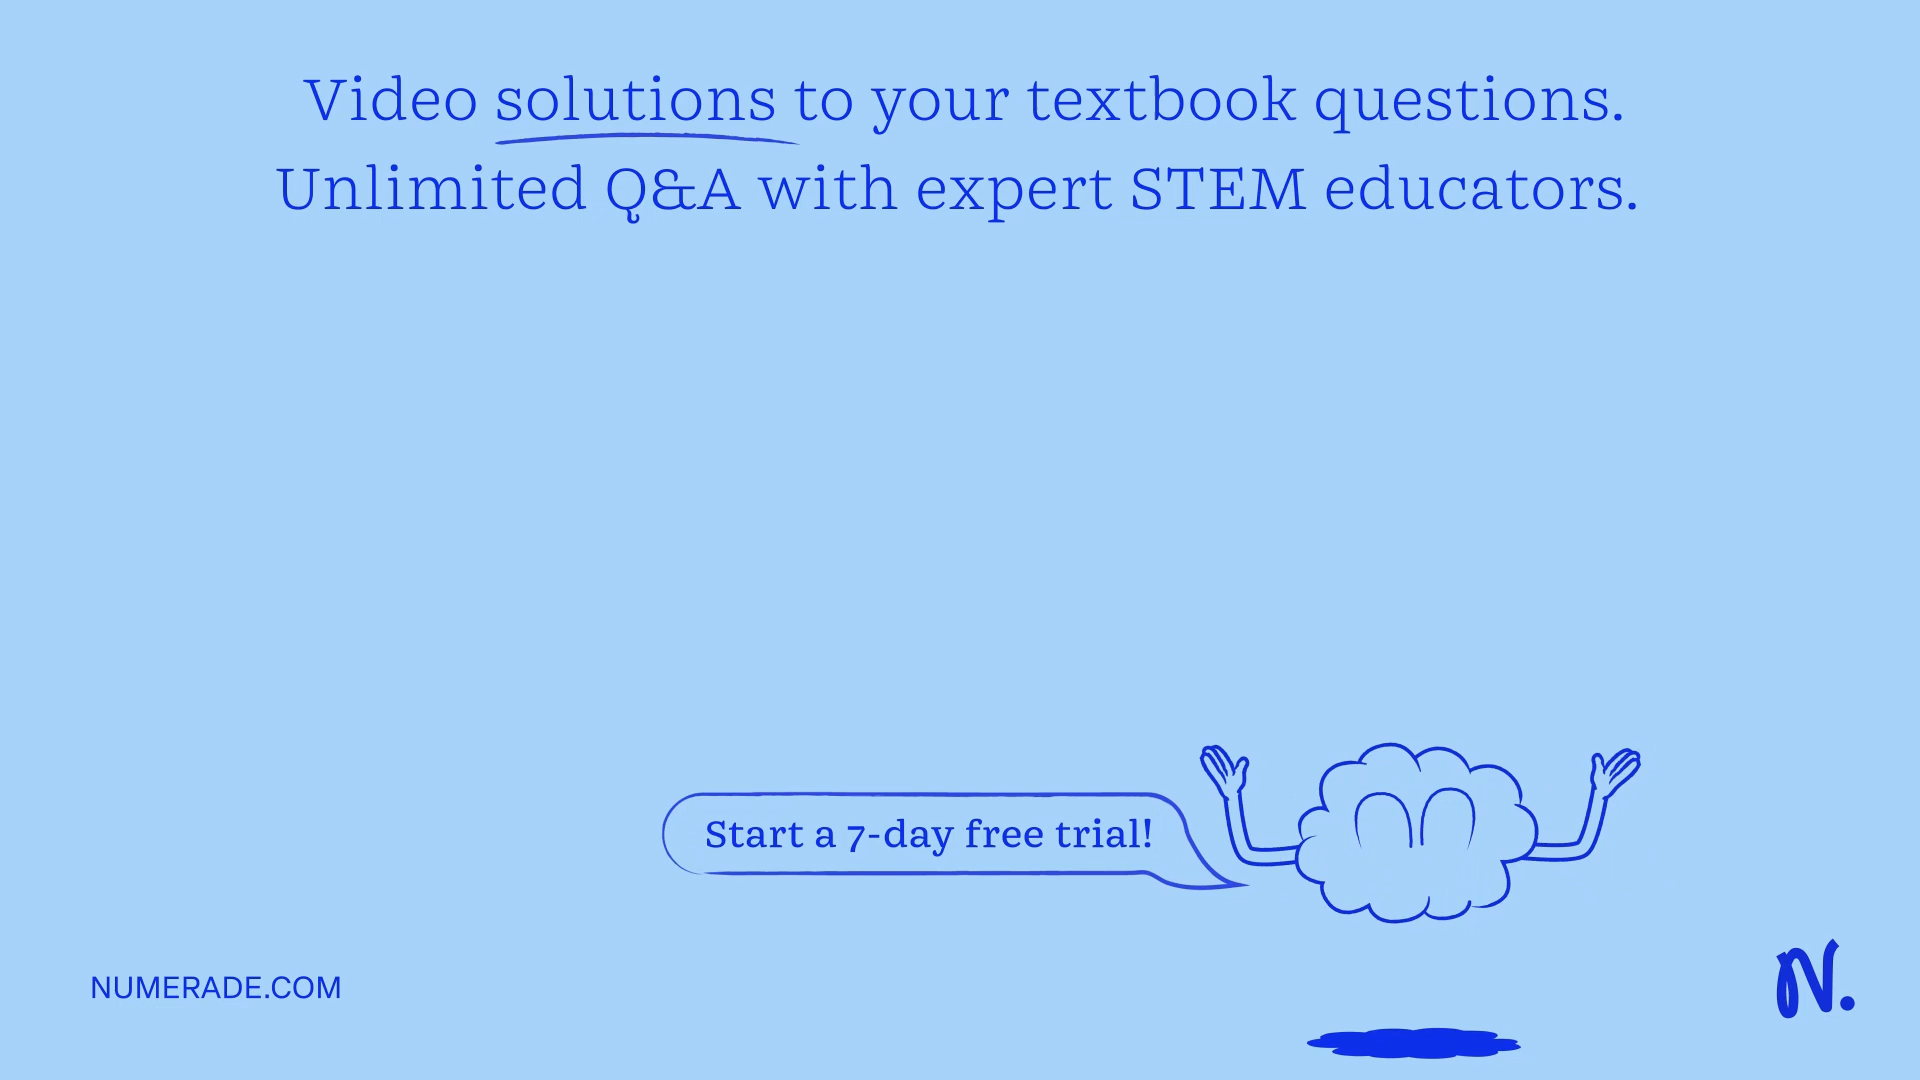 Video solutions to your textbook questions.
Unlimited Q&A with expert STEM educators.
Start a 7-day free trial!
NUMERADE.COM
N.